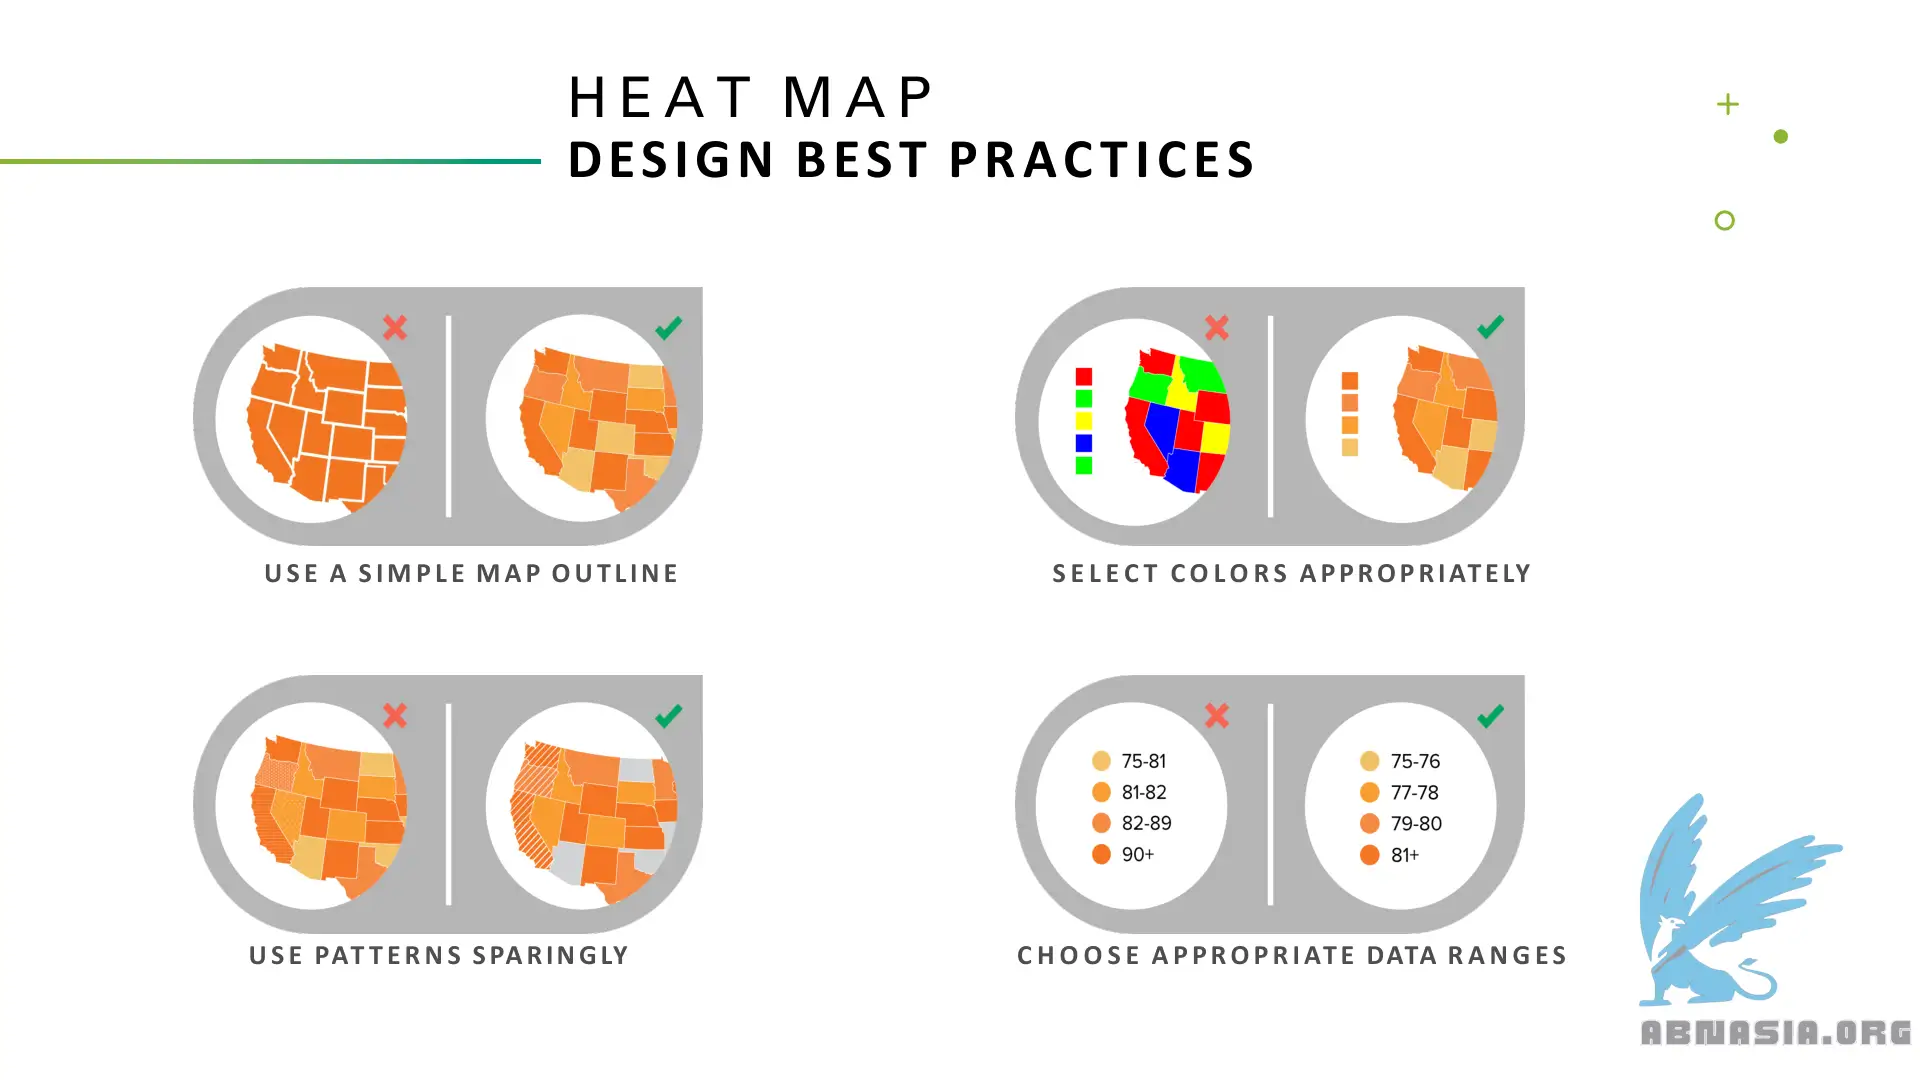 HEAT MAP
DESIGN BEST PRACTICES
USE A SIMPLE MAP OUTLINE
SELECT COLORS APPROPRIATELY
75-81
81-82
82-89
90+
75-76
77-78
79-80
81+
USE PATTERNS SPARINGLY
CHOOSE APPROPRIATE DATA RANGES
ABNASIA.ORG